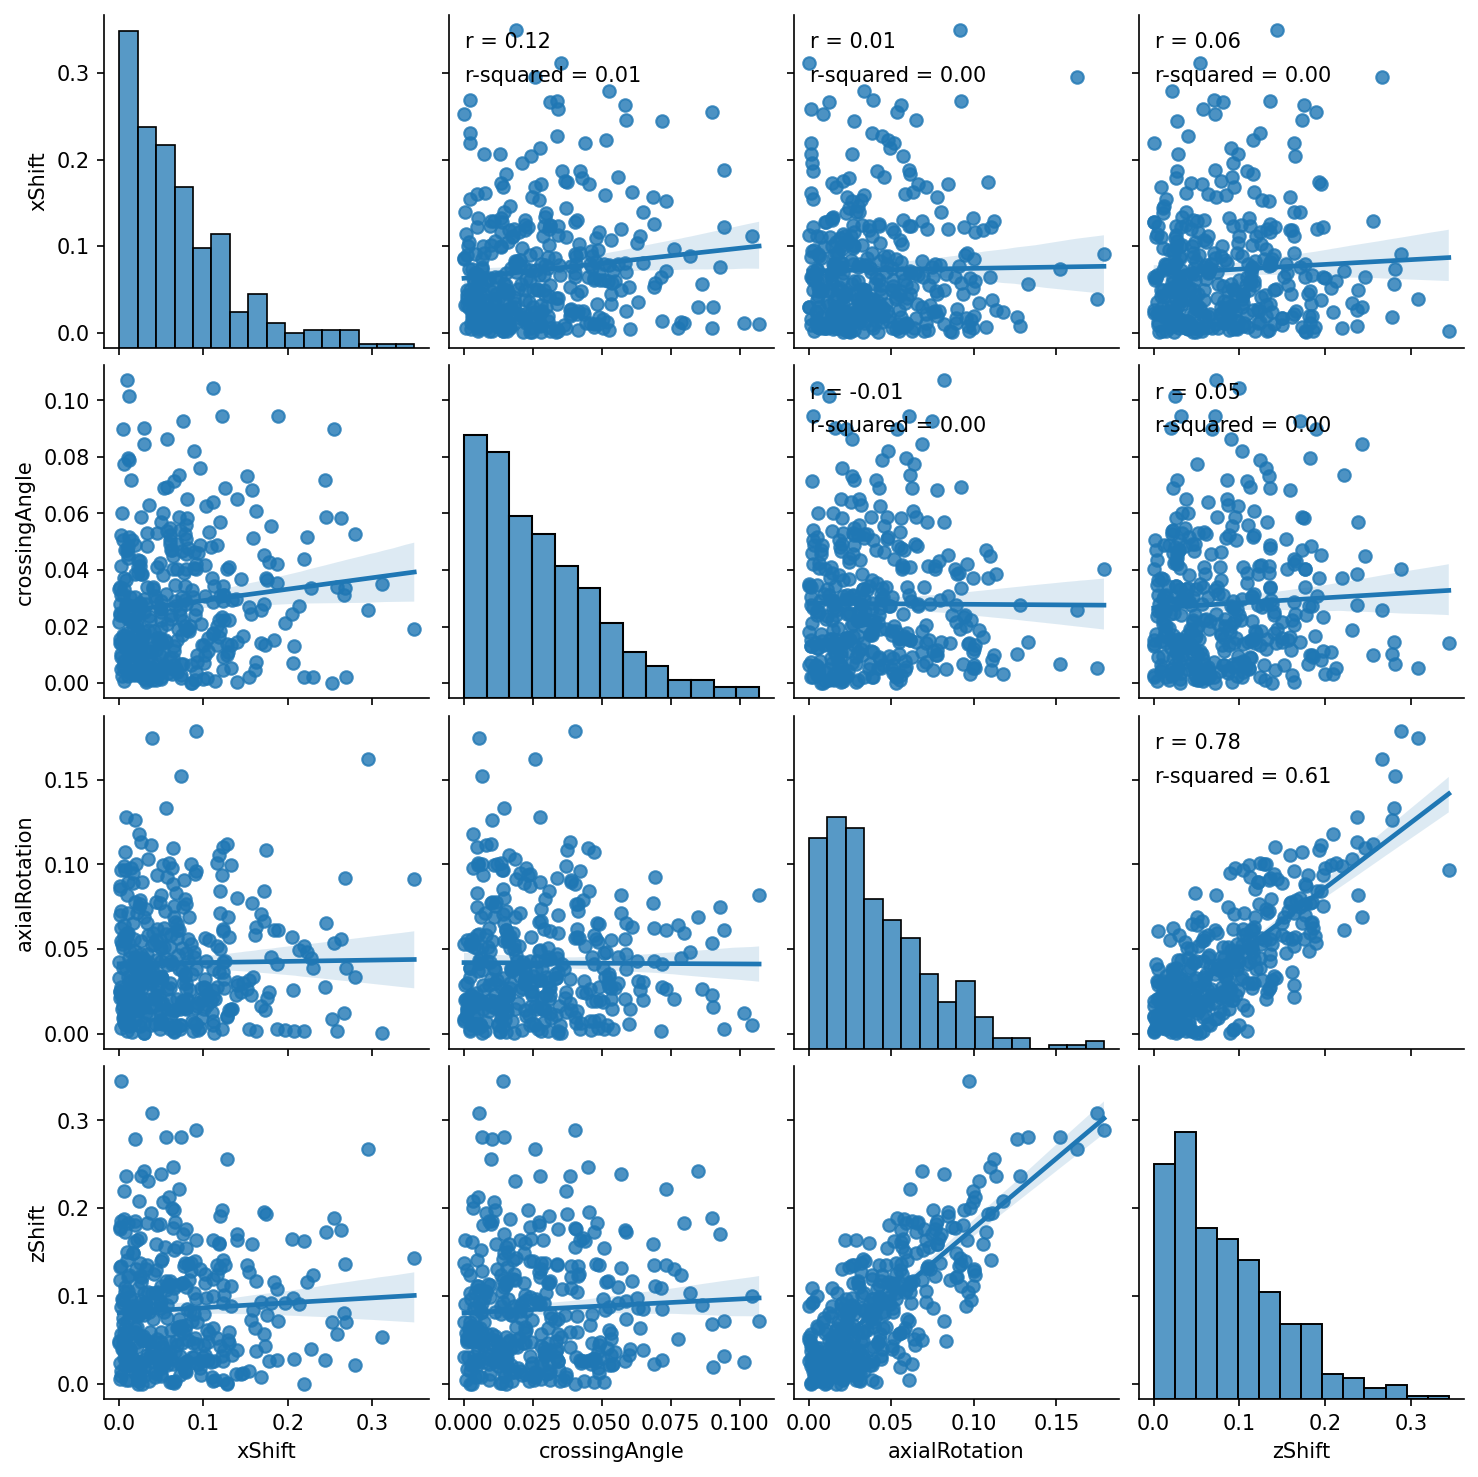 xShift
0.3
0.2
0.1
0.0
r = 0.12
r-squared = 0.01
r = 0.01
r-squared = 0.00
r = 0.06
r-squared = 0.00
crossingAngle
0.10
0.08
0.06
0.04
0.02
0.00
r = -0.01
r-squared = 0.00
r = 0.05
r-squared = 0.00
axialRotation
0.15
0.10
0.05
0.00
r = 0.78
r-squared = 0.61
zShift
0.3
0.2
0.1
0.0
0.0 0.1 0.2 0.3
0.000 0.025 0.050 0.075 0.100
0.00 0.05 0.10 0.15
0.0 0.1 0.2 0.3
xShift
crossingAngle
axialRotation
zShift